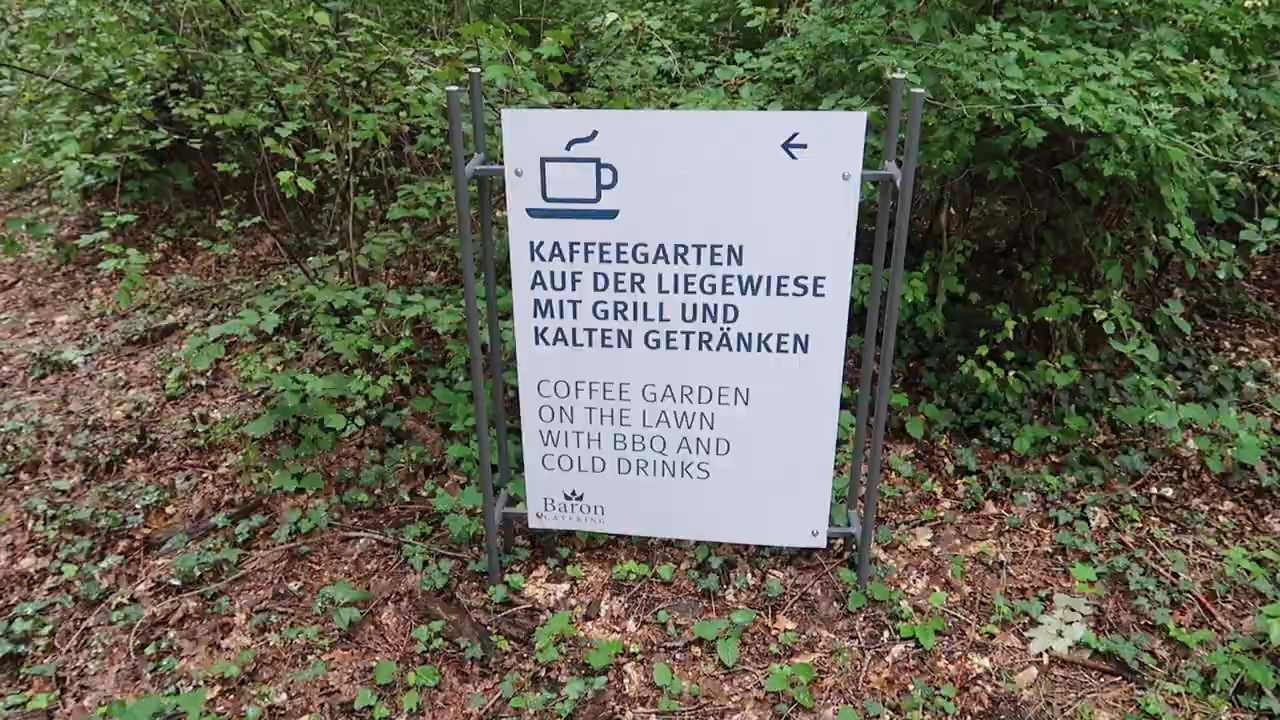 KAFFEEGARTEN
AUF DER LIEGEWIESE
MIT GRILL UND
KALTEN GETRÄNKEN
COFFEE GARDEN
ON THE LAWN
WITH BBQ AND
COLD DRINKS
Baron
CATERING